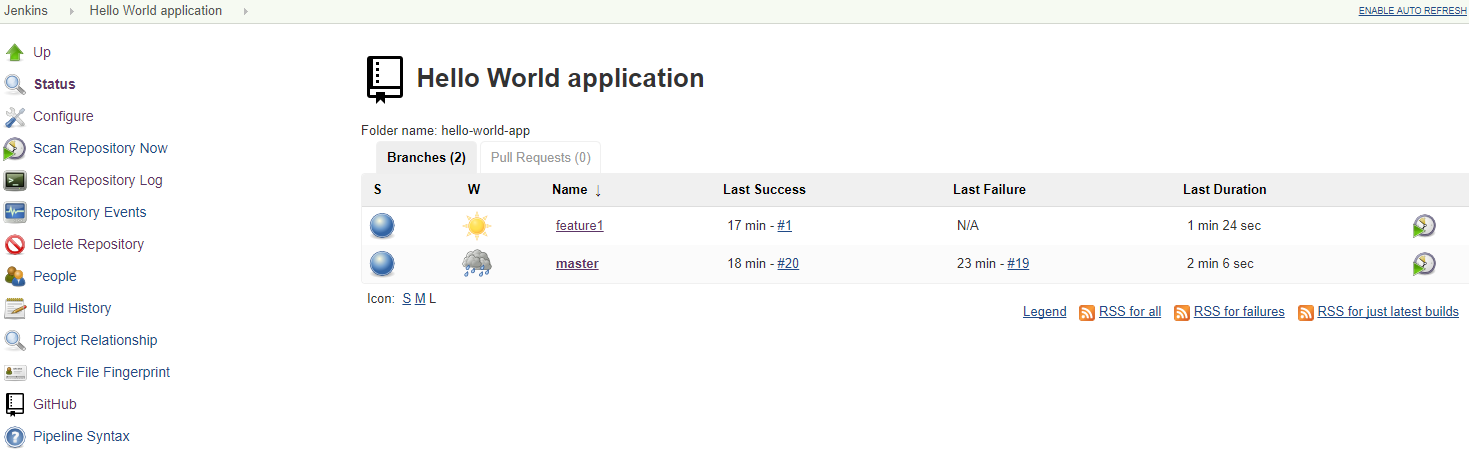 Jenkins Hello World application ENABLE AUTO REFRESH
Up
Status
Configure
Scan Repository Now
Scan Repository Log
Repository Events
Delete Repository
People
Build History
Project Relationship
Check File Fingerprint
GitHub
Pipeline Syntax
Hello World application
Folder name: hello-world-app
Branches (2) Pull Requests (0)
S W Name ↓ Last Success Last Failure Last Duration
feature1 17 min - #1 N/A 1 min 24 sec
master 18 min - #20 23 min - #19 2 min 6 sec
Icon: S M L
Legend RSS for all RSS for failures RSS for just latest builds